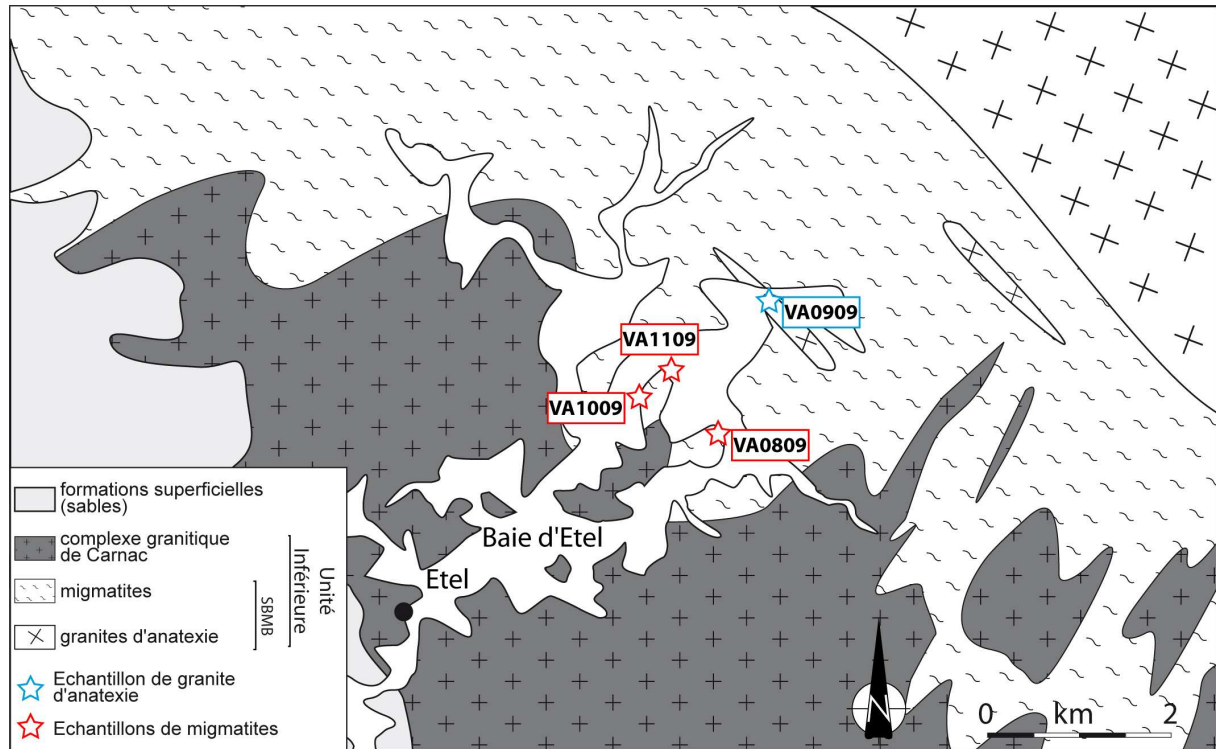 VA0909
VA1109
VA1009
VA0809
Baie d'Etel
Etel
formations superficielles
(sables)
complexe granitique
de Carnac
migmatites
granites d'anatexie
SBMB
Unité
Inférieure
Echantillon de granite
d'anatexie
Echantillons de migmatites
N
0 km 2